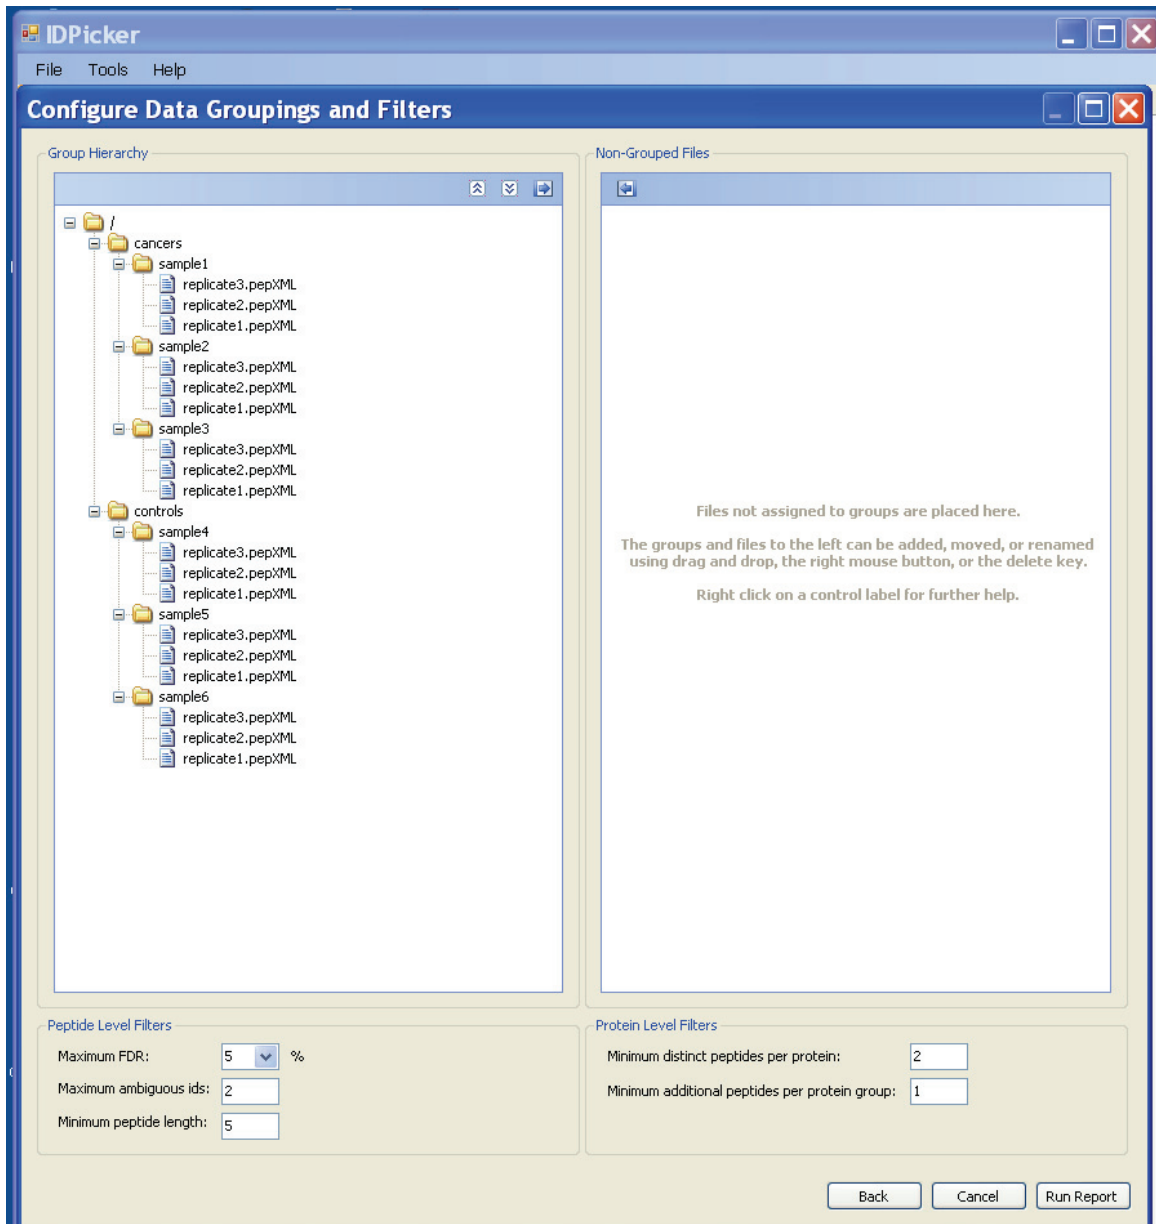 IDPicker
File Tools Help
Configure Data Groupings and Filters
Group Hierarchy
/
cancers
sample1
replicate3.pepXML
replicate2.pepXML
replicate1.pepXML
sample2
replicate3.pepXML
replicate2.pepXML
replicate1.pepXML
sample3
replicate3.pepXML
replicate2.pepXML
replicate1.pepXML
controls
sample4
replicate3.pepXML
replicate2.pepXML
replicate1.pepXML
sample5
replicate3.pepXML
replicate2.pepXML
replicate1.pepXML
sample6
replicate3.pepXML
replicate2.pepXML
replicate1.pepXML
Non-Grouped Files
Files not assigned to groups are placed here.
The groups and files to the left can be added, moved, or renamed
using drag and drop, the right mouse button, or the delete key.
Right click on a control label for further help.
Peptide Level Filters
Maximum FDR: 5 %
Maximum ambiguous ids: 2
Minimum peptide length: 5
Protein Level Filters
Minimum distinct peptides per protein: 2
Minimum additional peptides per protein group: 1
Back Cancel Run Report